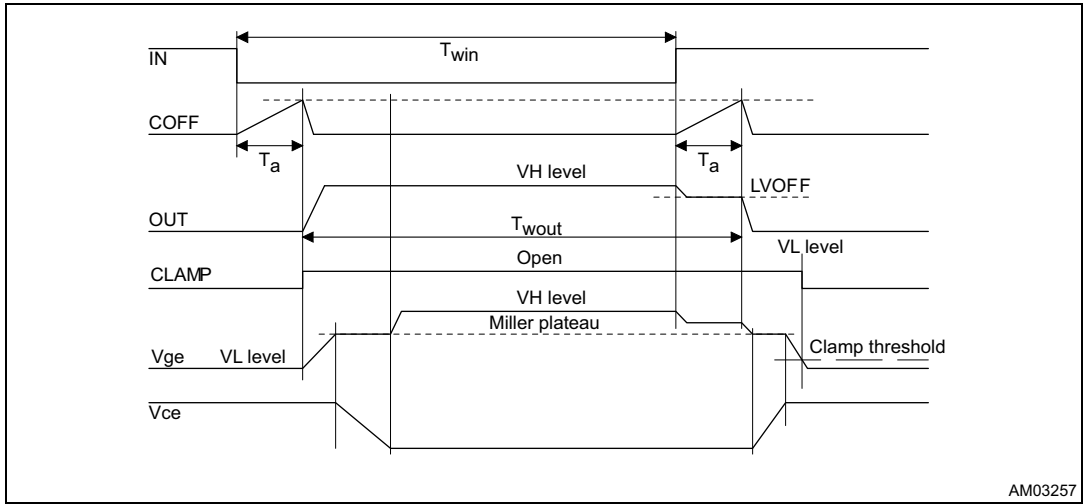 IN
Twin
COFF
Ta
Ta
VH level
LVOFF
OUT
Twout
VL level
CLAMP
Open
VH level
Miller plateau
Vge
VL level
Clamp threshold
Vce
AM03257